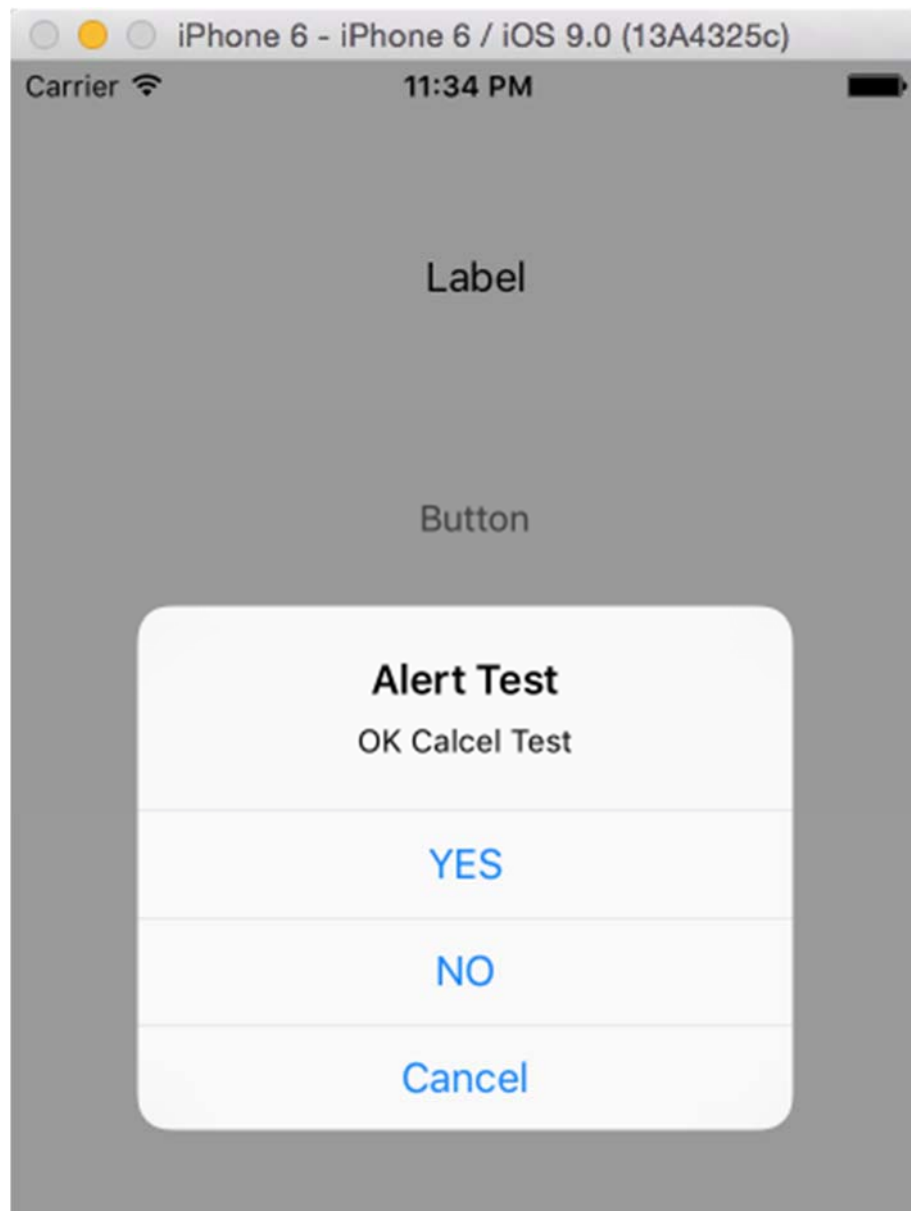 iPhone 6 - iPhone 6 / iOS 9.0 (13A4325c)
Carrier 11:34 PM
Label
Button
Alert Test
OK Calcel Test
YES
NO
Cancel